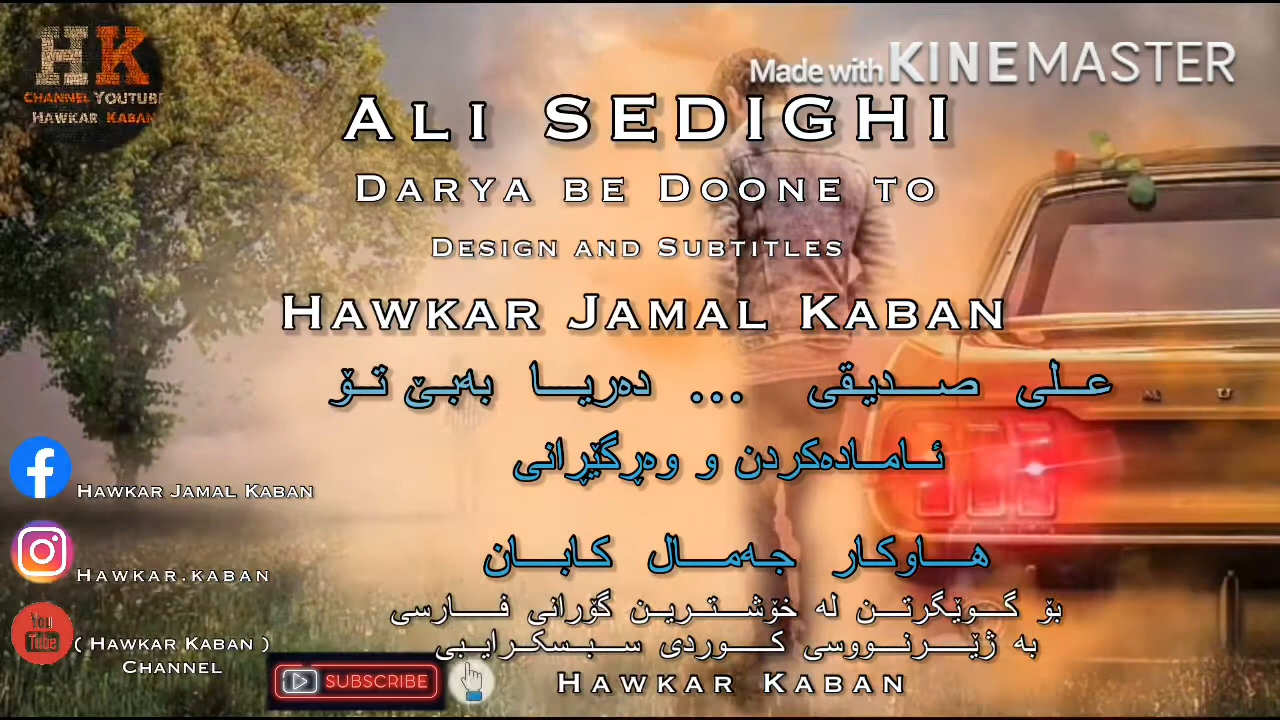 HK
CHANNEL YOUTUBE
HAWKAR KABAN
Made with KINEMASTER
ALI SEDIGHI
DARYA BE DOONE TO
DESIGN AND SUBTITLES
HAWKAR JAMAL KABAN
علی صدیقی ... دەریا بەبێ تۆ
ئامادەکردن و وەڕگێڕانی
هاوکار جەمال کابان
بۆ گوێگرتن لە خۆشترین گۆرانی فارسی
بە ژێرنووسی کوردی سبسکرایبی
HAWKAR KABAN
HAWKAR JAMAL KABAN
HAWKAR.KABAN
You Tube
( HAWKAR KABAN )
CHANNEL
SUBSCRIBE
M U